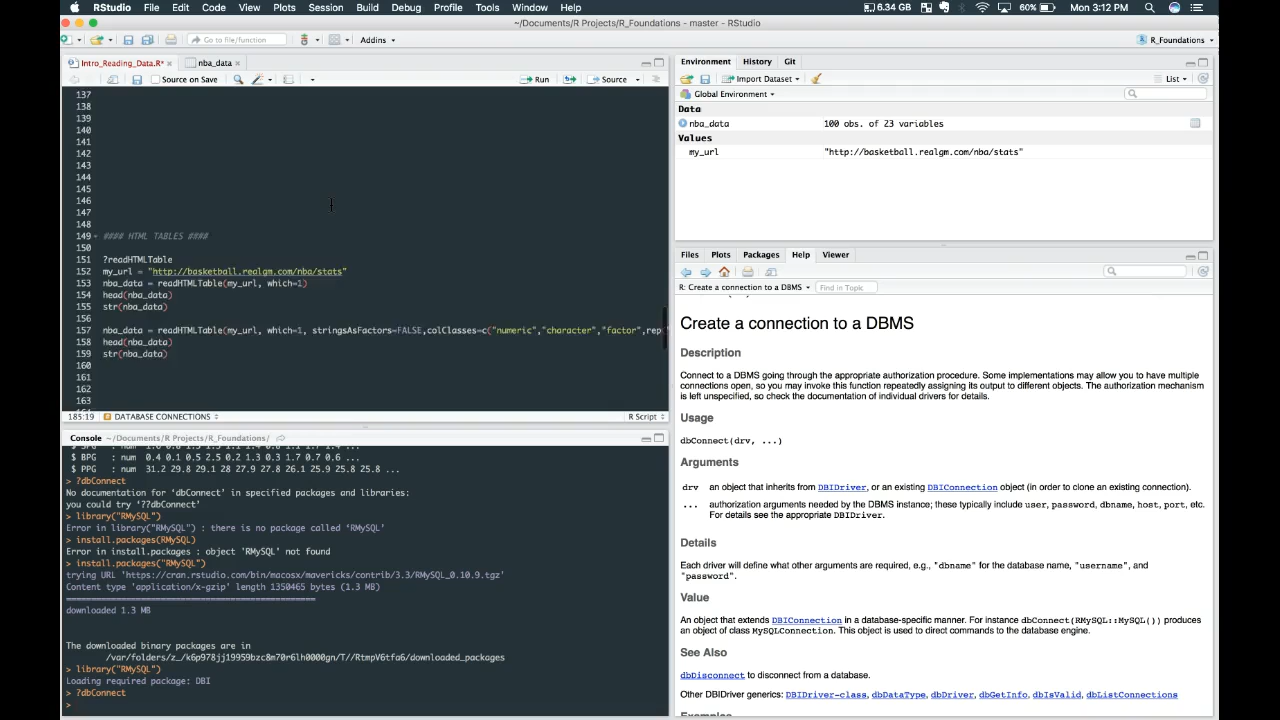 RStudio File Edit Code View Plots Session Build Debug Profile Tools Window Help 6.34 GB 60% Mon 3:12 PM
~/Documents/R Projects/R_Foundations - master - RStudio
Go to file/function Addins R_Foundations
Intro_Reading_Data.R* nba_data
Source on Save Run Source
137
138
139
140
141
142
143
144
145
146
147
148
149 #### HTML TABLES ####
150
151 ?readHTMLTable
152 my_url = "http://basketball.realgm.com/nba/stats"
153 nba_data = readHTMLTable(my_url, which=1)
154 head(nba_data)
155 str(nba_data)
156
157 nba_data = readHTMLTable(my_url, which=1, stringsAsFactors=FALSE,colClasses=c("numeric","character","factor",rep(
158 head(nba_data)
159 str(nba_data)
160
161
162
163
185:19 DATABASE CONNECTIONS R Script
Console ~/Documents/R Projects/R_Foundations/
$ BPG : num 0.4 0.1 0.5 2.5 0.2 1.3 0.3 1.7 0.7 0.6 ...
$ PPG : num 31.2 29.8 29.1 28 27.9 27.8 26.1 25.9 25.8 25.8 ...
> ?dbConnect
No documentation for ‘dbConnect’ in specified packages and libraries:
you could try ‘??dbConnect’
> library("RMySQL")
Error in library("RMySQL") : there is no package called ‘RMySQL’
> install.packages(RMySQL)
Error in install.packages : object 'RMySQL' not found
> install.packages("RMySQL")
trying URL 'https://cran.rstudio.com/bin/macosx/mavericks/contrib/3.3/RMySQL_0.10.9.tgz'
Content type 'application/x-gzip' length 1350465 bytes (1.3 MB)
==================================================
downloaded 1.3 MB
The downloaded binary packages are in
/var/folders/z_/k6p978jj19959bzc8m70r6lh0000gn/T//RtmpV6tfa6/downloaded_packages
> library("RMySQL")
Loading required package: DBI
> ?dbConnect
>
Environment History Git
Import Dataset List
Global Environment
Data
nba_data 100 obs. of 23 variables
Values
my_url "http://basketball.realgm.com/nba/stats"
Files Plots Packages Help Viewer
R: Create a connection to a DBMS Find in Topic
Create a connection to a DBMS
Description
Connect to a DBMS going through the appropriate authorization procedure. Some implementations may allow you to have multiple
connections open, so you may invoke this function repeatedly assigning its output to different objects. The authorization mechanism
is left unspecified, so check the documentation of individual drivers for details.
Usage
dbConnect(drv, ...)
Arguments
drv an object that inherits from DBIDriver, or an existing DBIConnection object (in order to clone an existing connection).
... authorization arguments needed by the DBMS instance; these typically include user, password, dbname, host, port, etc.
For details see the appropriate DBIDriver.
Details
Each driver will define what other arguments are required, e.g., "dbname" for the database name, "username", and
"password".
Value
An object that extends DBIConnection in a database-specific manner. For instance dbConnect(RMySQL::MySQL()) produces
an object of class MySQLConnection. This object is used to direct commands to the database engine.
See Also
dbDisconnect to disconnect from a database.
Other DBIDriver generics: DBIDriver-class, dbDataType, dbDriver, dbGetInfo, dbIsValid, dbListConnections
Examples